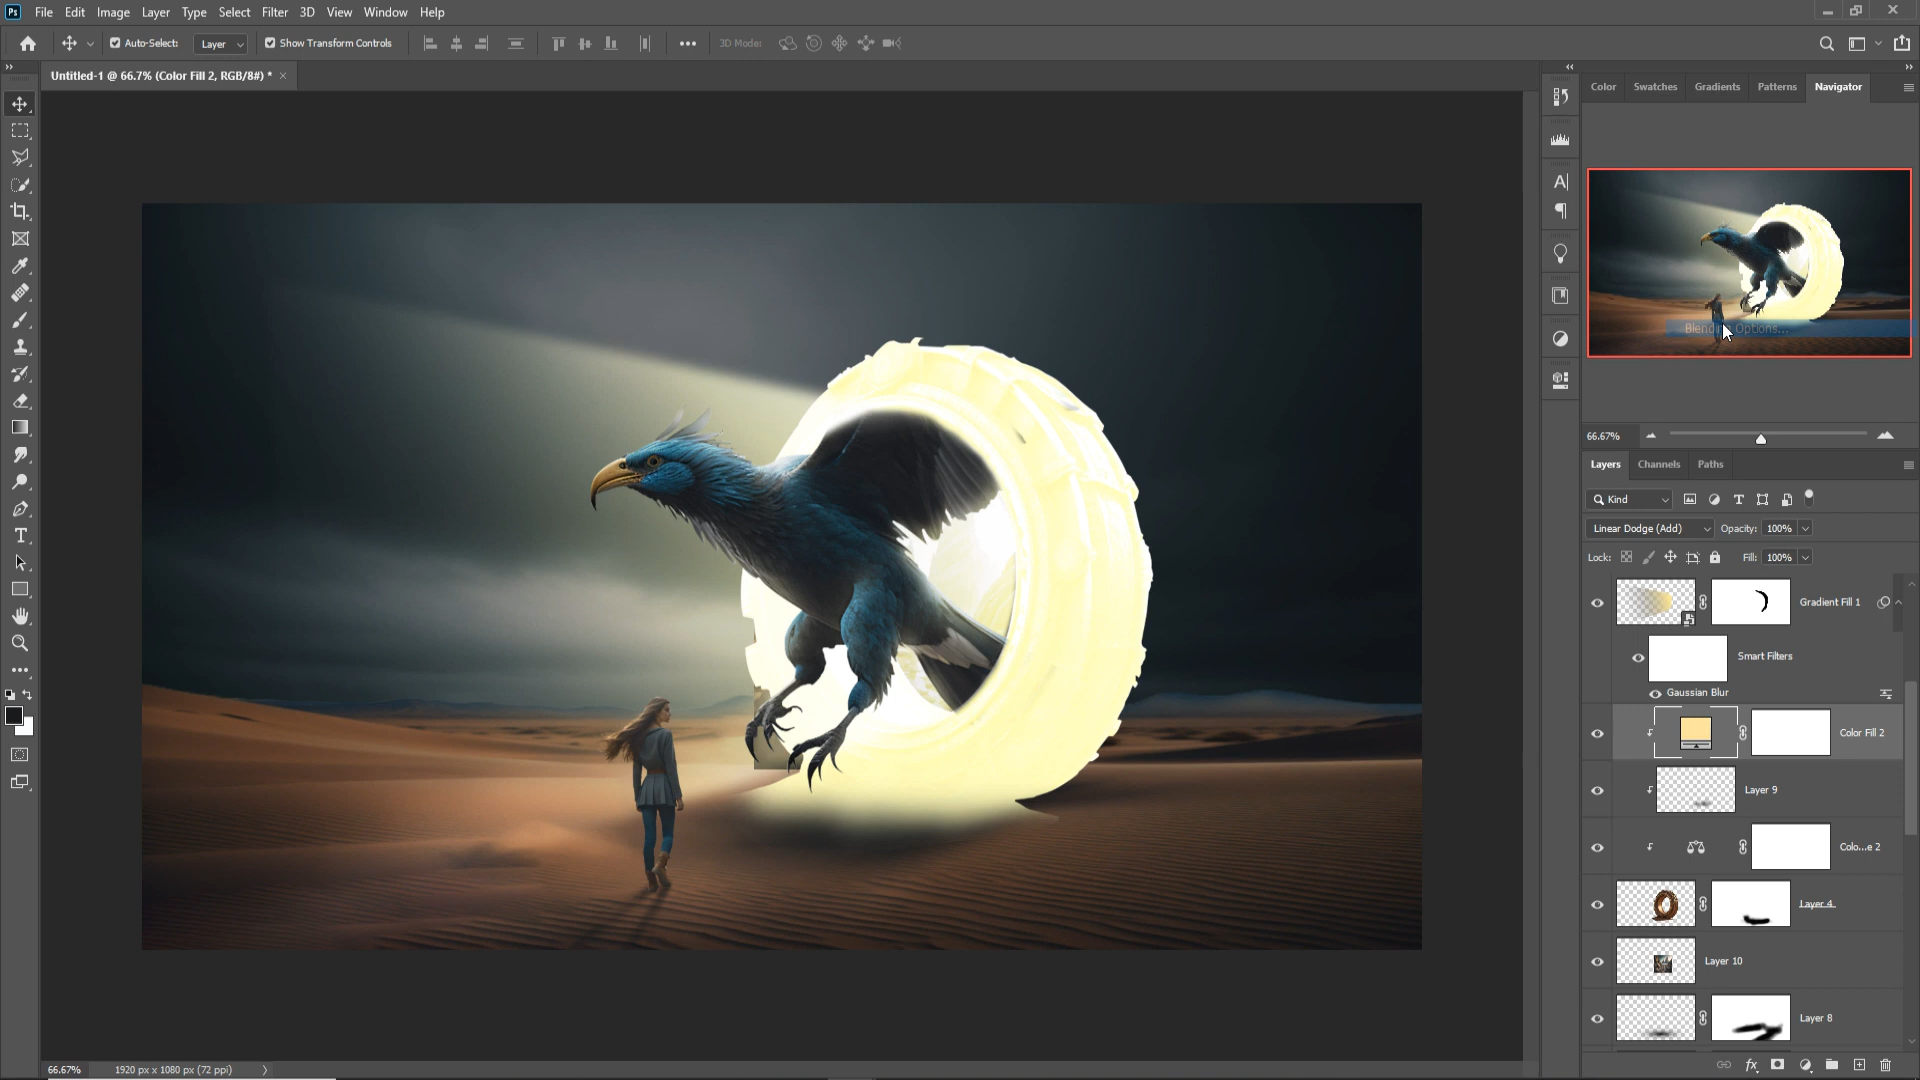 Ps File Edit Image Layer Type Select Filter 3D View Window Help
Auto-Select: Layer Show Transform Controls 3D Mode:
Untitled-1 @ 66.7% (Color Fill 2, RGB/8#) *
Color Swatches Gradients Patterns Navigator
Blending Options...
66.67%
Layers Channels Paths
Kind
Linear Dodge (Add) Opacity: 100%
Lock: Fill: 100%
Gradient Fill 1
Smart Filters
Gaussian Blur
Color Fill 2
Layer 9
Colo...e 2
Layer 4
Layer 10
Layer 8
66.67% 1920 px x 1080 px (72 ppi)